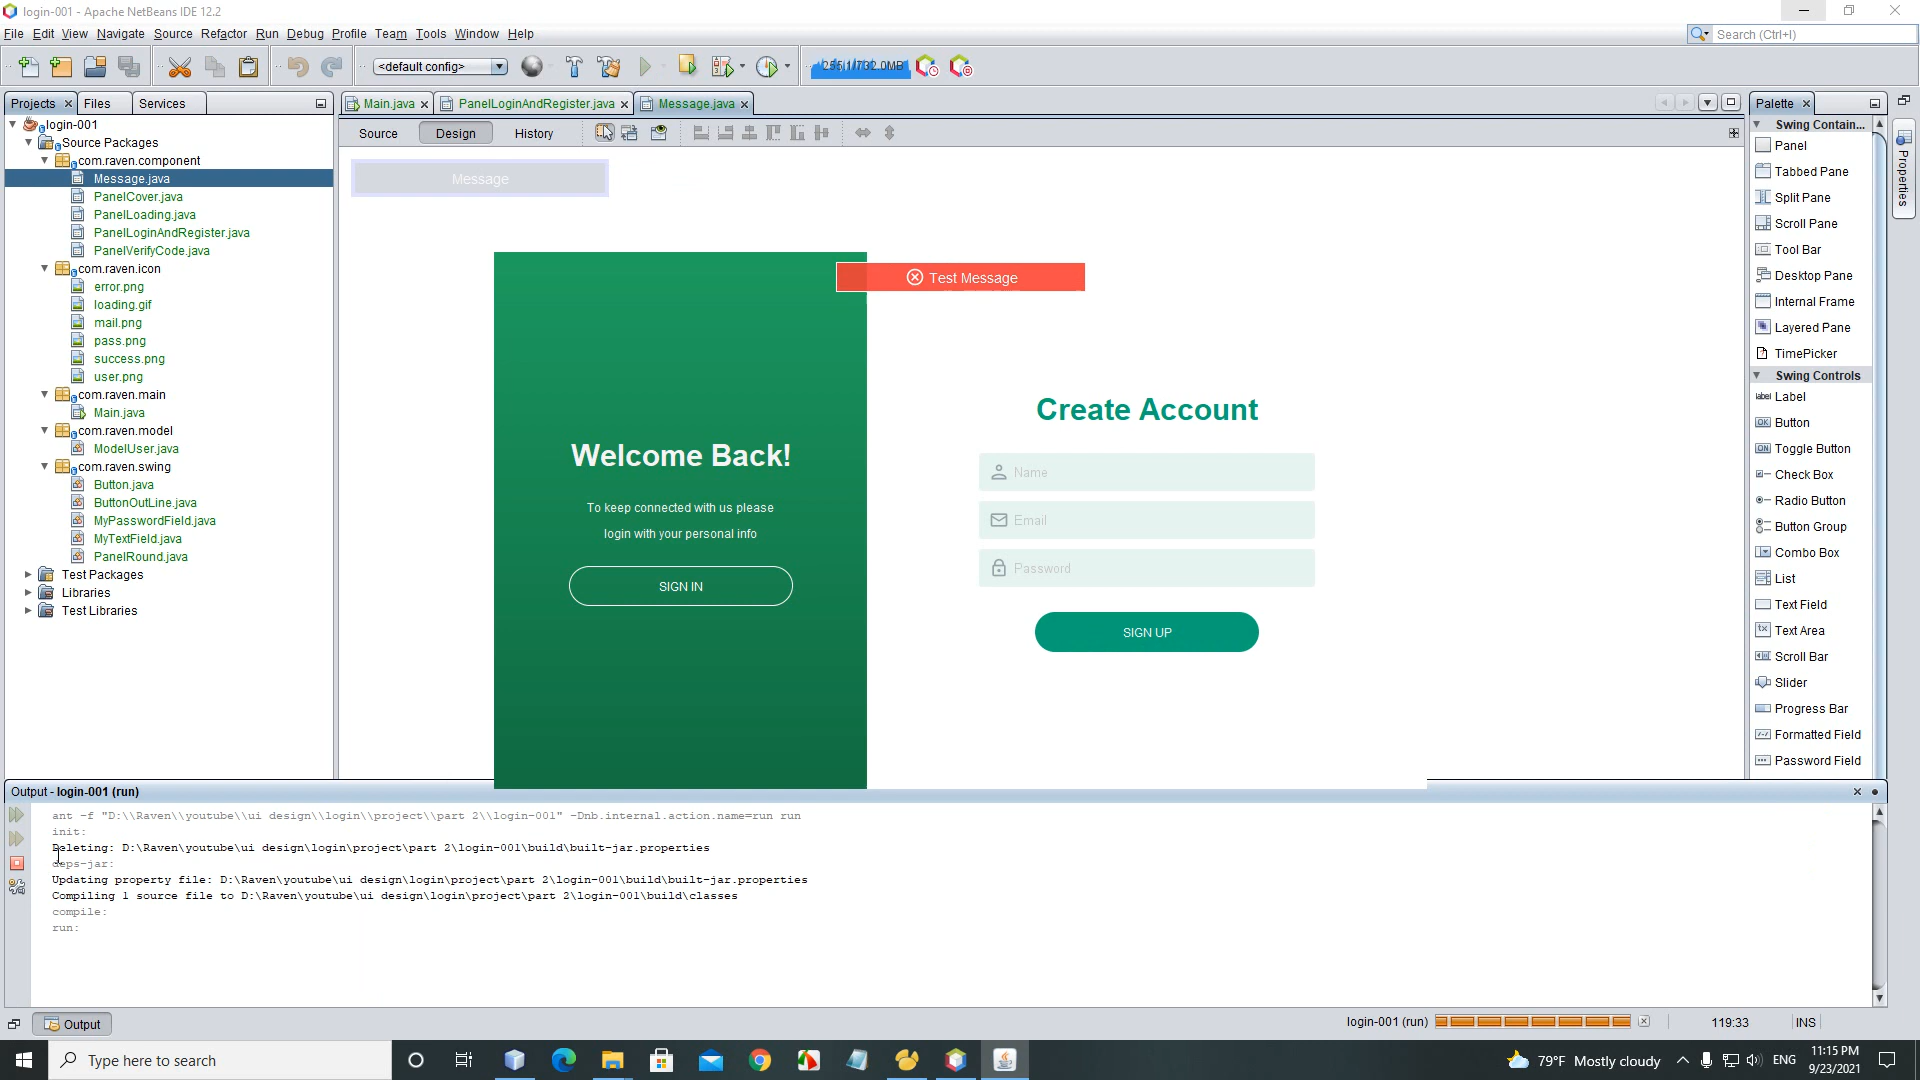 login-001 - Apache NetBeans IDE 12.2
File Edit View Navigate Source Refactor Run Debug Profile Team Tools Window Help
Search (Ctrl+I)
<default config>
255.1/732.0MB
Projects Files Services
Main.java PanelLoginAndRegister.java Message.java
Palette
Source Design History
Properties
login-001
Source Packages
com.raven.component
Message.java
PanelCover.java
PanelLoading.java
PanelLoginAndRegister.java
PanelVerifyCode.java
com.raven.icon
error.png
loading.gif
mail.png
pass.png
success.png
user.png
com.raven.main
Main.java
com.raven.model
ModelUser.java
com.raven.swing
Button.java
ButtonOutLine.java
MyPasswordField.java
MyTextField.java
PanelRound.java
Test Packages
Libraries
Test Libraries
Message
Test Message
Welcome Back!
To keep connected with us please
login with your personal info
SIGN IN
Create Account
Name
Email
Password
SIGN UP
Swing Contain...
Panel
Tabbed Pane
Split Pane
Scroll Pane
Tool Bar
Desktop Pane
Internal Frame
Layered Pane
TimePicker
Swing Controls
label Label
OK Button
ON Toggle Button
Check Box
Radio Button
Button Group
Combo Box
List
Text Field
Text Area
Scroll Bar
Slider
Progress Bar
Formatted Field
Password Field
Output - login-001 (run)
ant -f "D:\\Raven\\youtube\\ui design\\login\\project\\part 2\\login-001" -Dnb.internal.action.name=run run
init:
Deleting: D:\Raven\youtube\ui design\login\project\part 2\login-001\build\built-jar.properties
deps-jar:
Updating property file: D:\Raven\youtube\ui design\login\project\part 2\login-001\build\built-jar.properties
Compiling 1 source file to D:\Raven\youtube\ui design\login\project\part 2\login-001\build\classes
compile:
run:
Output
login-001 (run)
119:33
INS
Type here to search
79°F Mostly cloudy
ENG
11:15 PM
9/23/2021